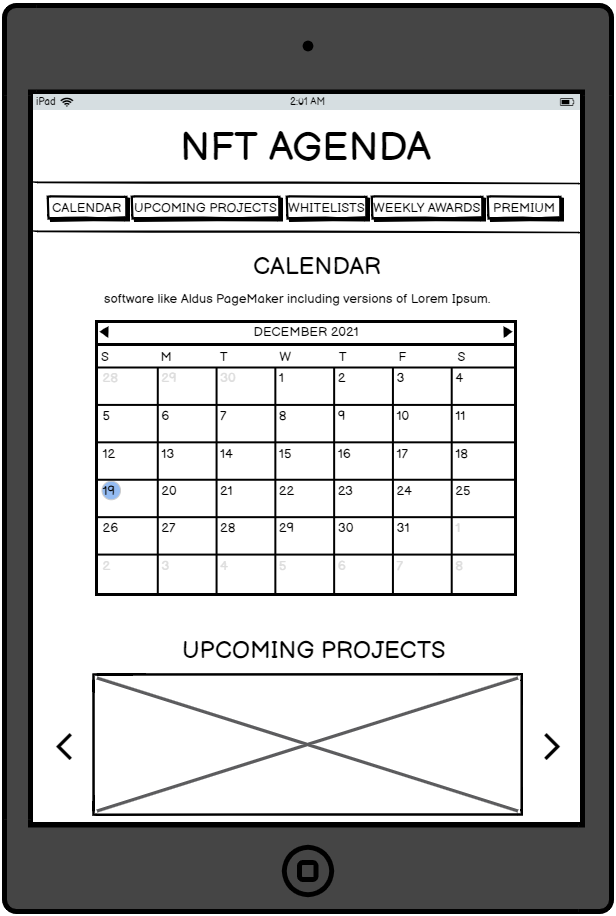 iPad 2:01 AM
NFT AGENDA
CALENDAR UPCOMING PROJECTS WHITELISTS WEEKLY AWARDS PREMIUM
CALENDAR
software like Aldus PageMaker including versions of Lorem Ipsum.
DECEMBER 2021
S M T W T F S
28 29 30 1 2 3 4
5 6 7 8 9 10 11
12 13 14 15 16 17 18
19 20 21 22 23 24 25
26 27 28 29 30 31 1
2 3 4 5 6 7 8
UPCOMING PROJECTS